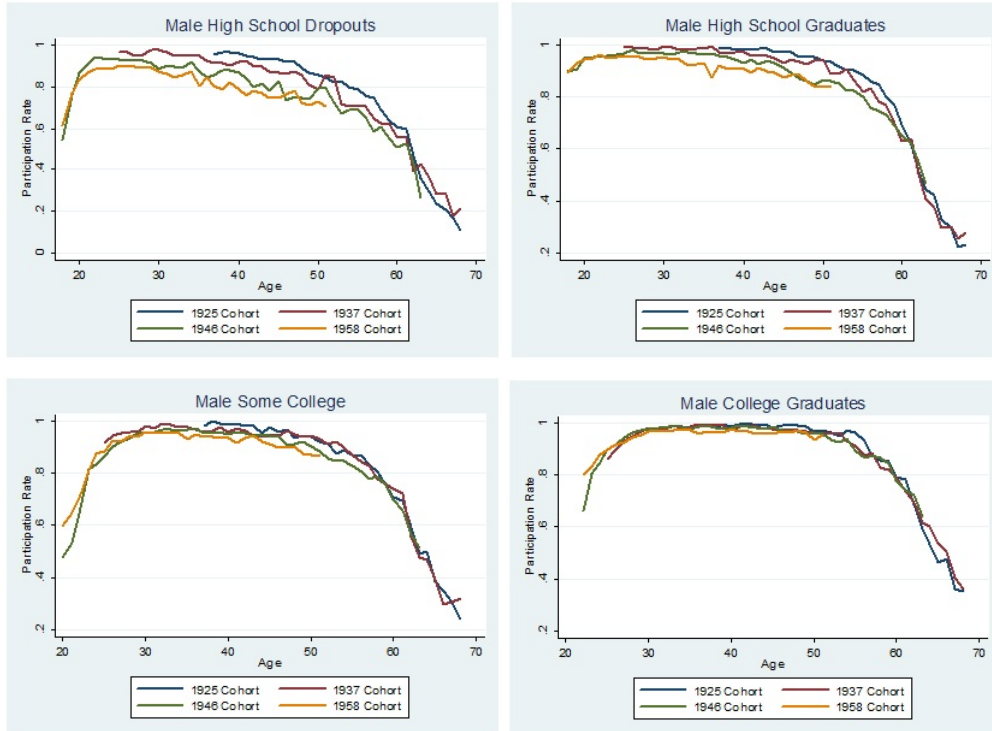 Male High School Dropouts
Participation Rate
1
.8
.6
.4
.2
0
20 30 40 50 60 70
Age
1925 Cohort 1937 Cohort
1946 Cohort 1958 Cohort
Male High School Graduates
Participation Rate
1
.8
.6
.4
.2
20 30 40 50 60 70
Age
1925 Cohort 1937 Cohort
1946 Cohort 1958 Cohort
Male Some College
Participation Rate
1
.8
.6
.4
.2
20 30 40 50 60 70
Age
1925 Cohort 1937 Cohort
1946 Cohort 1958 Cohort
Male College Graduates
Participation Rate
1
.8
.6
.4
.2
20 30 40 50 60 70
Age
1925 Cohort 1937 Cohort
1946 Cohort 1958 Cohort